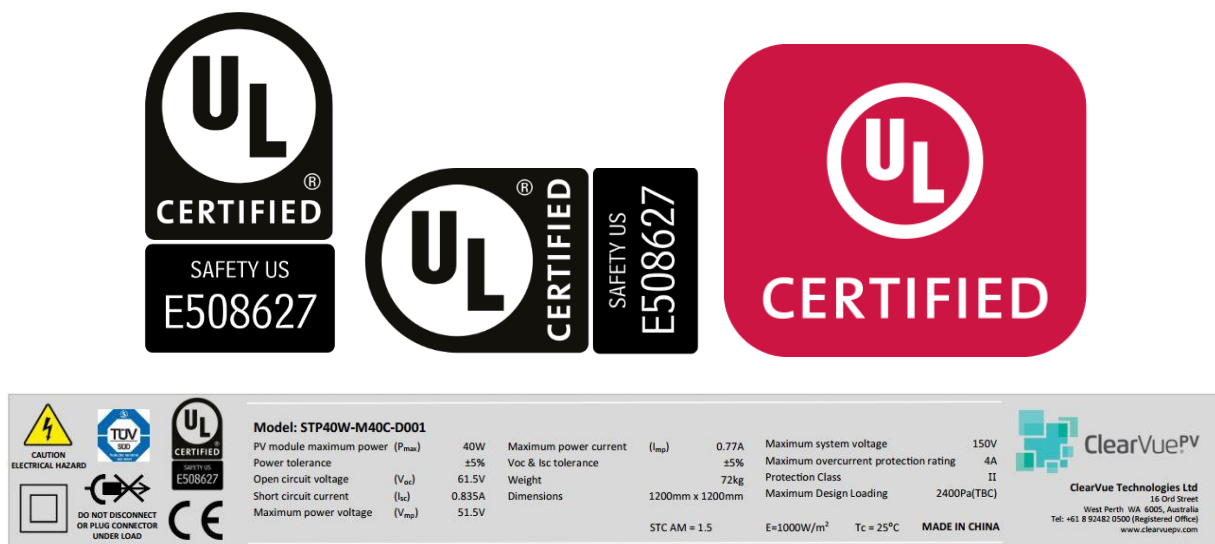 UL
®
CERTIFIED
SAFETY US
E508627
UL
®
CERTIFIED
SAFETY US
E508627
UL
CERTIFIED
CAUTION
ELECTRICAL HAZARD
DO NOT DISCONNECT
OR PLUG CONNECTOR
UNDER LOAD
TÜV
SÜD
UL
®
CERTIFIED
SAFETY US
E508627
CE
Model: STP40W-M40C-D001
PV module maximum power (Pmax) 40W
Power tolerance ±5%
Open circuit voltage (Voc) 61.5V
Short circuit current (Isc) 0.835A
Maximum power voltage (Vmp) 51.5V
Maximum power current (Imp) 0.77A
Voc & Isc tolerance ±5%
Weight 72kg
Dimensions 1200mm x 1200mm
Maximum system voltage 150V
Maximum overcurrent protection rating 4A
Protection Class II
Maximum Design Loading 2400Pa(TBC)
STC AM = 1.5 E=1000W/m² Tc = 25°C MADE IN CHINA
ClearVuePV
ClearVue Technologies Ltd
16 Ord Street
West Perth WA 6005, Australia
Tel: +61 8 92482 0500 (Registered Office)
www.clearvuepv.com